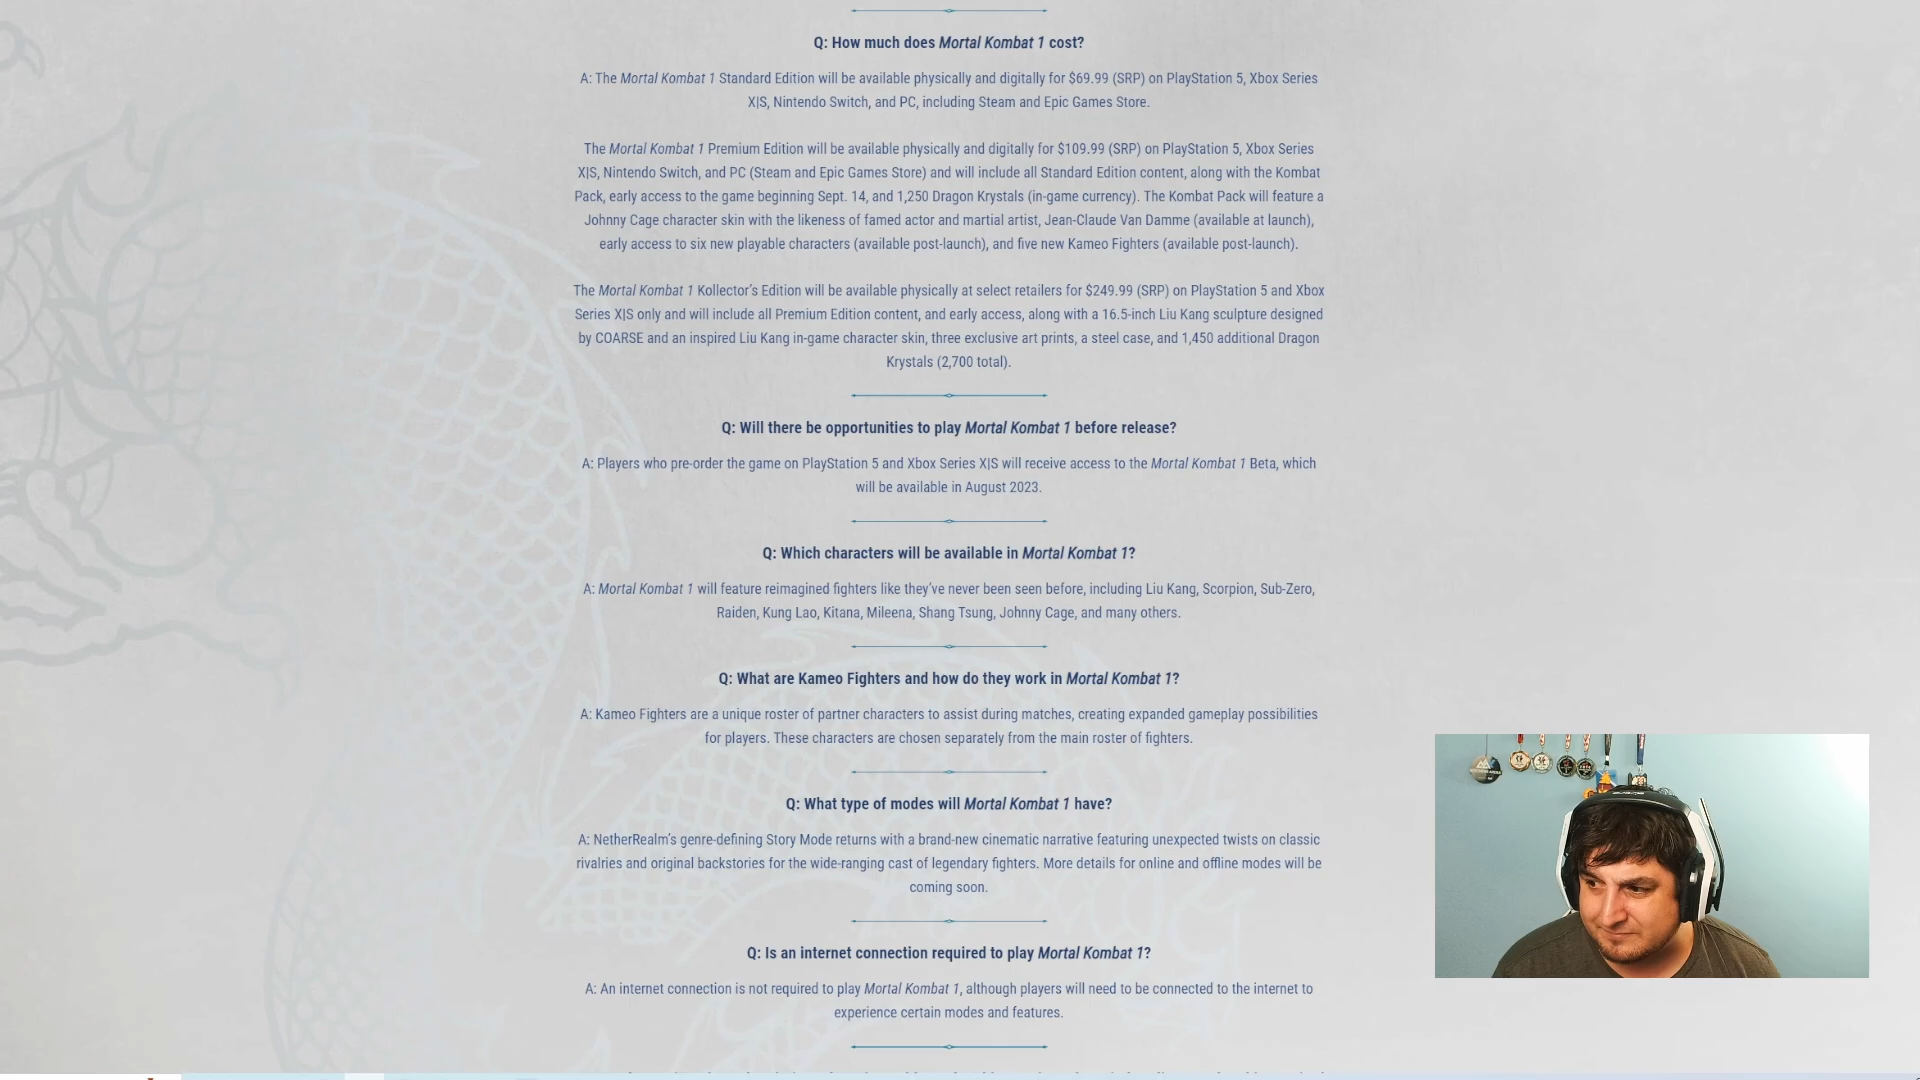 Q: How much does Mortal Kombat 1 cost?
A: The Mortal Kombat 1 Standard Edition will be available physically and digitally for $69.99 (SRP) on PlayStation 5, Xbox Series
X|S, Nintendo Switch, and PC, including Steam and Epic Games Store.
The Mortal Kombat 1 Premium Edition will be available physically and digitally for $109.99 (SRP) on PlayStation 5, Xbox Series
X|S, Nintendo Switch, and PC (Steam and Epic Games Store) and will include all Standard Edition content, along with the Kombat
Pack, early access to the game beginning Sept. 14, and 1,250 Dragon Krystals (in-game currency). The Kombat Pack will feature a
Johnny Cage character skin with the likeness of famed actor and martial artist, Jean-Claude Van Damme (available at launch),
early access to six new playable characters (available post-launch), and five new Kameo Fighters (available post-launch).
The Mortal Kombat 1 Kollector's Edition will be available physically at select retailers for $249.99 (SRP) on PlayStation 5 and Xbox
Series X|S only and will include all Premium Edition content, and early access, along with a 16.5-inch Liu Kang sculpture designed
by COARSE and an inspired Liu Kang in-game character skin, three exclusive art prints, a steel case, and 1,450 additional Dragon
Krystals (2,700 total).
Q: Will there be opportunities to play Mortal Kombat 1 before release?
A: Players who pre-order the game on PlayStation 5 and Xbox Series X|S will receive access to the Mortal Kombat 1 Beta, which
will be available in August 2023.
Q: Which characters will be available in Mortal Kombat 1?
A: Mortal Kombat 1 will feature reimagined fighters like they've never been seen before, including Liu Kang, Scorpion, Sub-Zero,
Raiden, Kung Lao, Kitana, Mileena, Shang Tsung, Johnny Cage, and many others.
Q: What are Kameo Fighters and how do they work in Mortal Kombat 1?
A: Kameo Fighters are a unique roster of partner characters to assist during matches, creating expanded gameplay possibilities
for players. These characters are chosen separately from the main roster of fighters.
Q: What type of modes will Mortal Kombat 1 have?
A: NetherRealm's genre-defining Story Mode returns with a brand-new cinematic narrative featuring unexpected twists on classic
rivalries and original backstories for the wide-ranging cast of legendary fighters. More details for online and offline modes will be
coming soon.
Q: Is an internet connection required to play Mortal Kombat 1?
A: An internet connection is not required to play Mortal Kombat 1, although players will need to be connected to the internet to
experience certain modes and features.